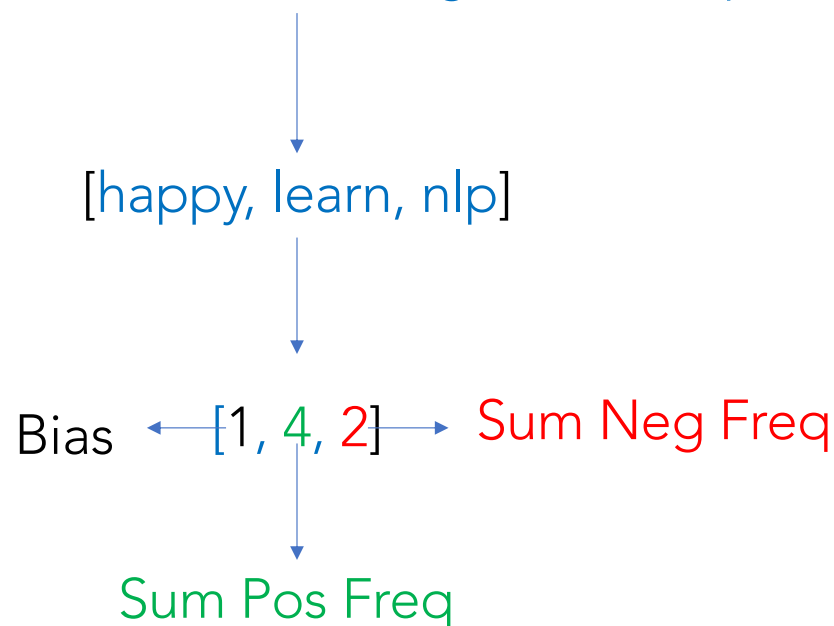 [happy, learn, nlp]
Bias [1, 4, 2] Sum Neg Freq
Sum Pos Freq